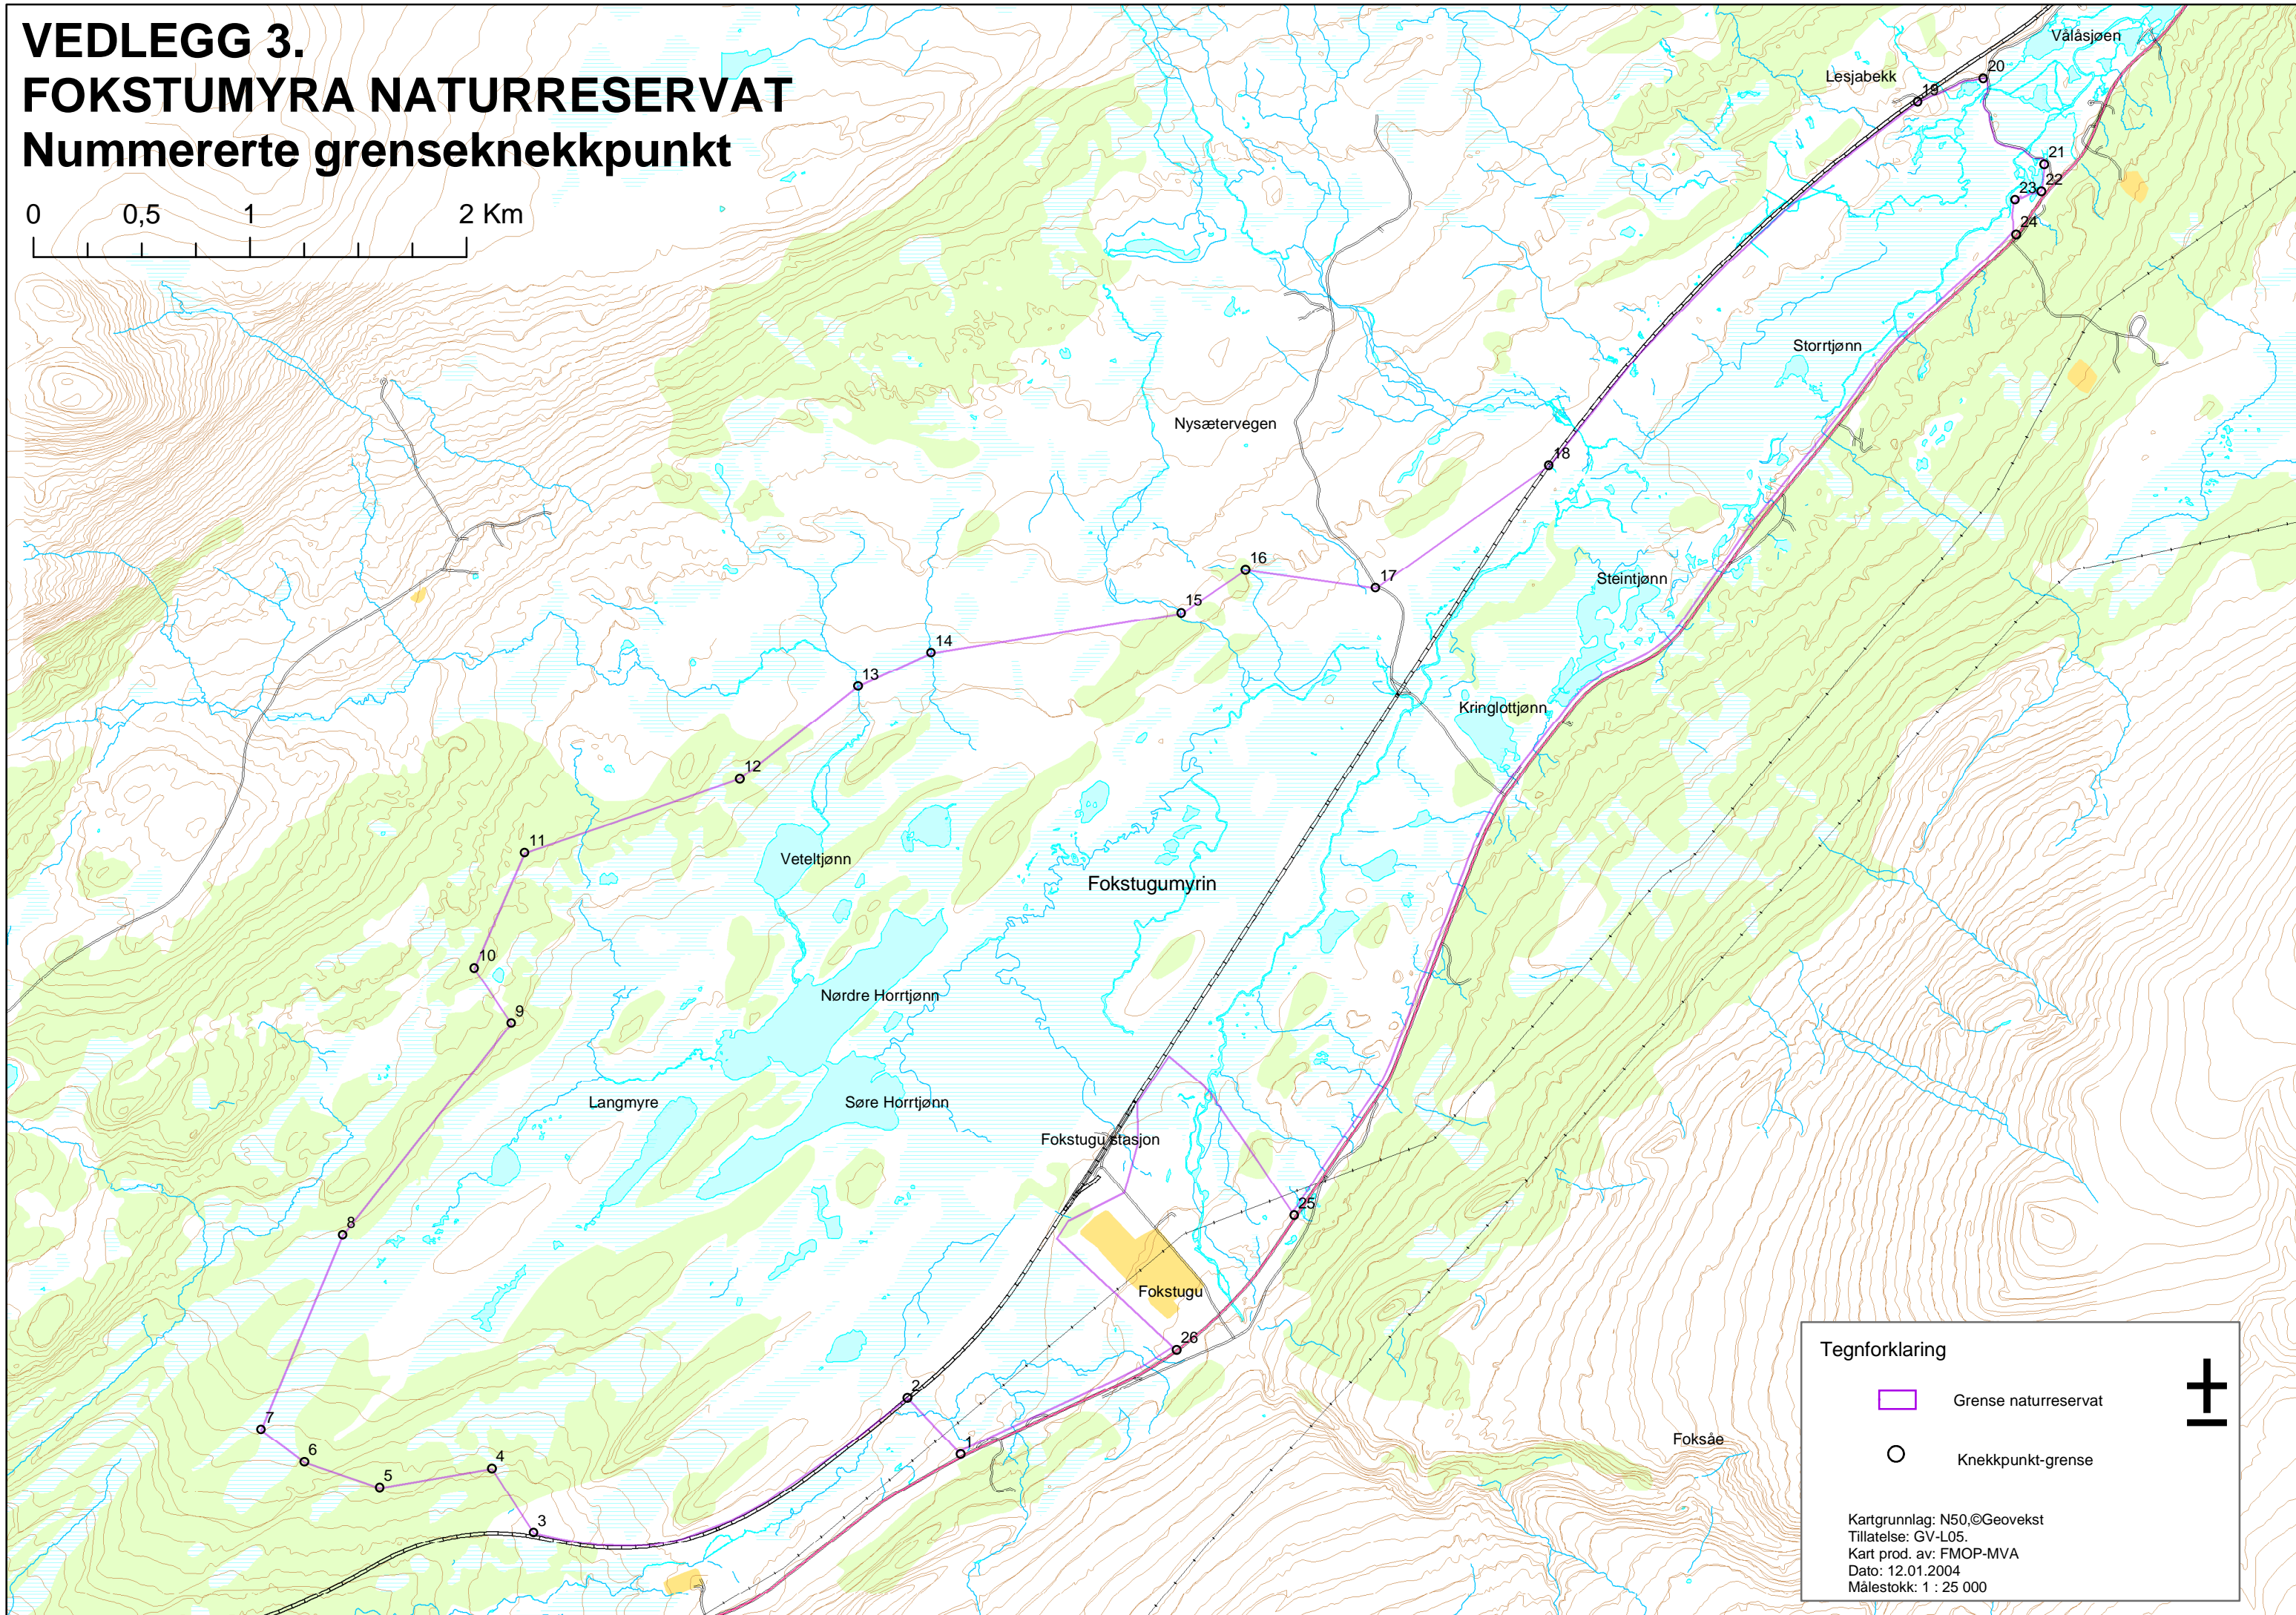 VEDLEGG 3.
FOKSTUMYRA NATURRESERVAT
Nummererte grenseknekkpunkt
0 0,5 1 2 Km
Vålåsjøen
Lesjabekk
20
19
21
22
23
24
Storrtjønn
Nysætervegen
18
16
Steintjønn
17
15
14
13
Kringlottjønn
12
11
Veteltjønn
Fokstugumyrin
10
Nørdre Horrtjønn
9
Langmyre
Søre Horrtjønn
Fokstugu stasjon
25
8
Fokstugu
26
2
7
1
6
4
5
3
Foksåe
Tegnforklaring
Grense naturreservat
Knekkpunkt-grense
Kartgrunnlag: N50,©Geovekst
Tillatelse: GV-L05.
Kart prod. av: FMOP-MVA
Dato: 12.01.2004
Målestokk: 1 : 25 000